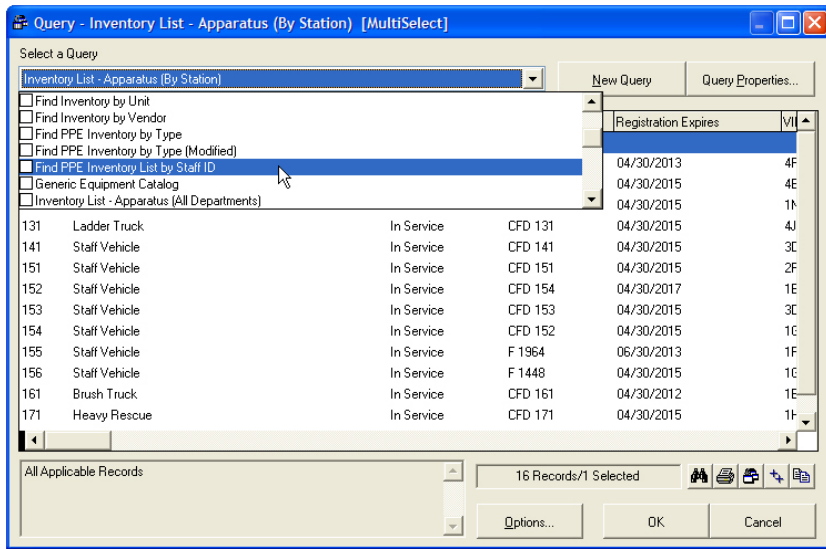 Query - Inventory List - Apparatus (By Station) [MultiSelect]
Select a Query
Inventory List - Apparatus (By Station)
New Query
Query Properties...
Find Inventory by Unit
Find Inventory by Vendor
Find PPE Inventory by Type
Find PPE Inventory by Type (Modified)
Find PPE Inventory List by Staff ID
Generic Equipment Catalog
Inventory List - Apparatus (All Departments)
Registration Expires
04/30/2013 4F
04/30/2015 4E
04/30/2015 1N
131 Ladder Truck In Service CFD 131 04/30/2015 4J
141 Staff Vehicle In Service CFD 141 04/30/2015
151 Staff Vehicle In Service CFD 151 04/30/2015 2F
152 Staff Vehicle In Service CFD 154 04/30/2017 1E
153 Staff Vehicle In Service CFD 153 04/30/2015
154 Staff Vehicle In Service CFD 152 04/30/2015 1G
155 Staff Vehicle In Service F 1964 06/30/2013 1F
156 Staff Vehicle In Service F 1448 04/30/2015 1G
161 Brush Truck In Service CFD 161 04/30/2012
171 Heavy Rescue In Service CFD 171 04/30/2015
All Applicable Records
16 Records/1 Selected
Options...
OK
Cancel